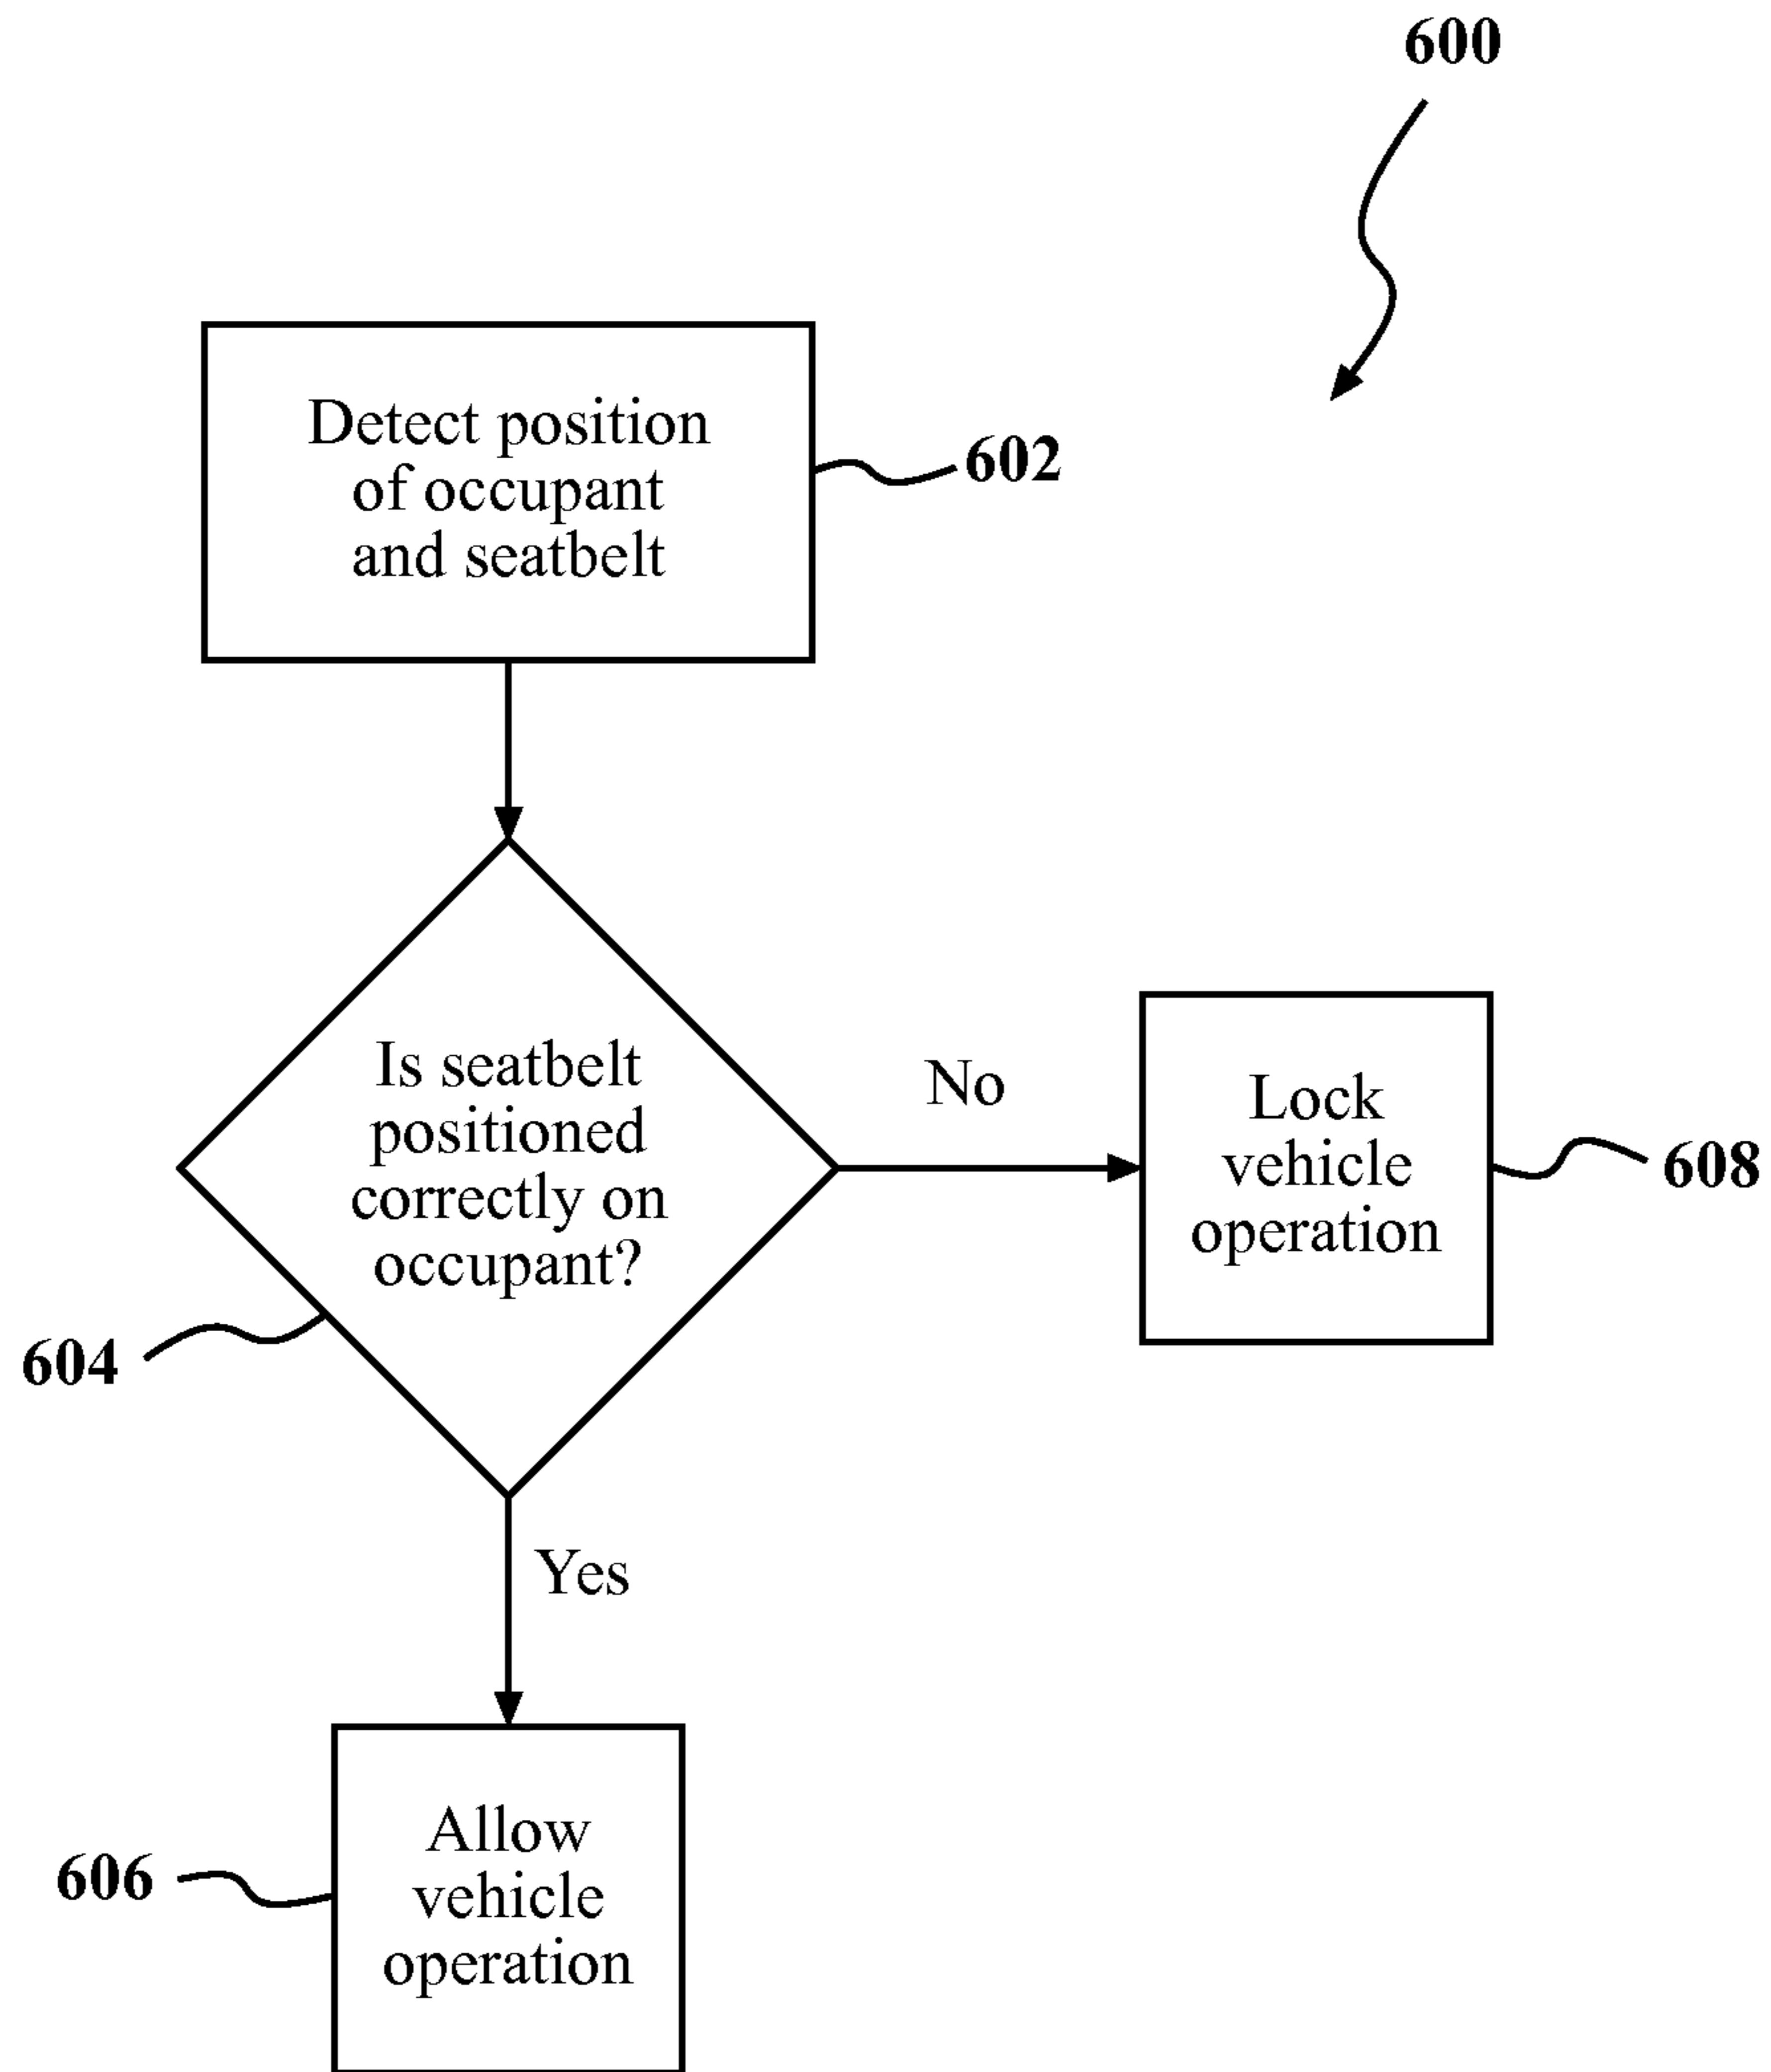 600
Detect position
of occupant
and seatbelt
602
Is seatbelt
positioned
correctly on
occupant?
604
No
Lock
vehicle
operation
608
Yes
Allow
vehicle
operation
606